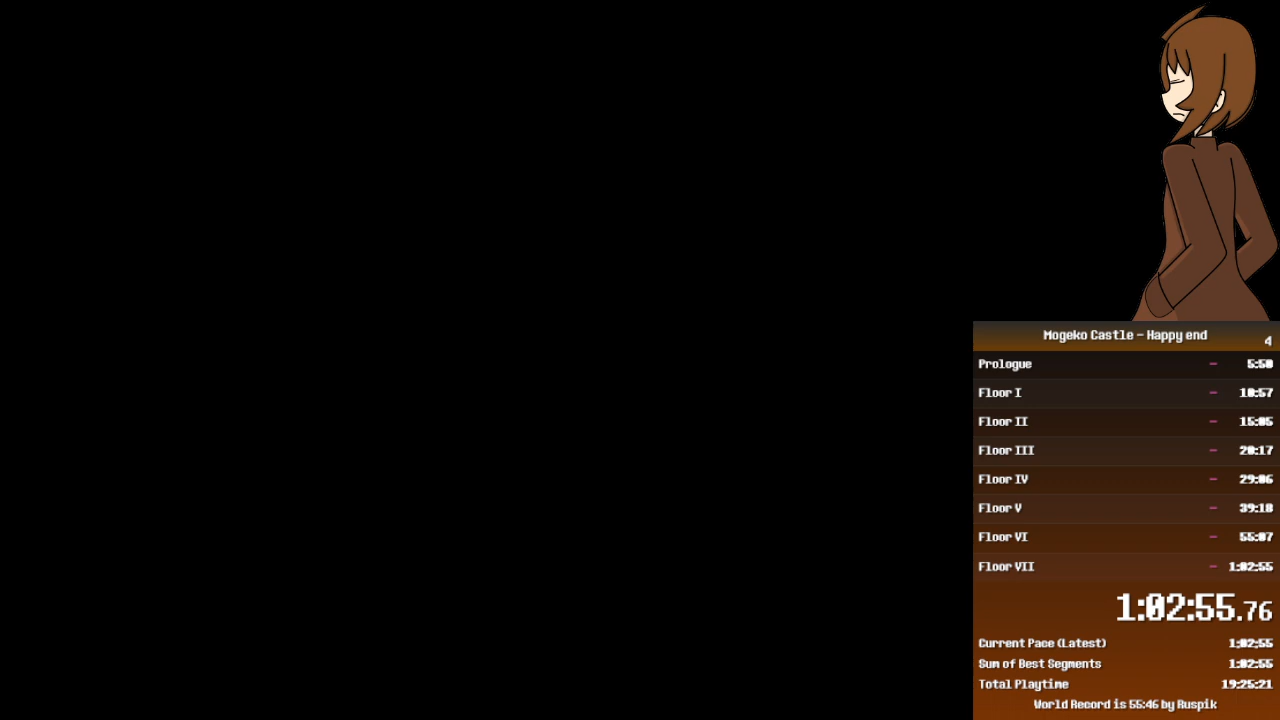 Mogeko Castle - Happy end
4
Prologue - 5:50
Floor I - 10:57
Floor II - 15:05
Floor III - 20:17
Floor IV - 29:06
Floor V - 39:18
Floor VI - 55:07
Floor VII - 1:02:55
1:02:55.76
Current Pace (Latest) 1:02:55
Sum of Best Segments 1:02:55
Total Playtime 19:25:21
World Record is 55:46 by Ruspik